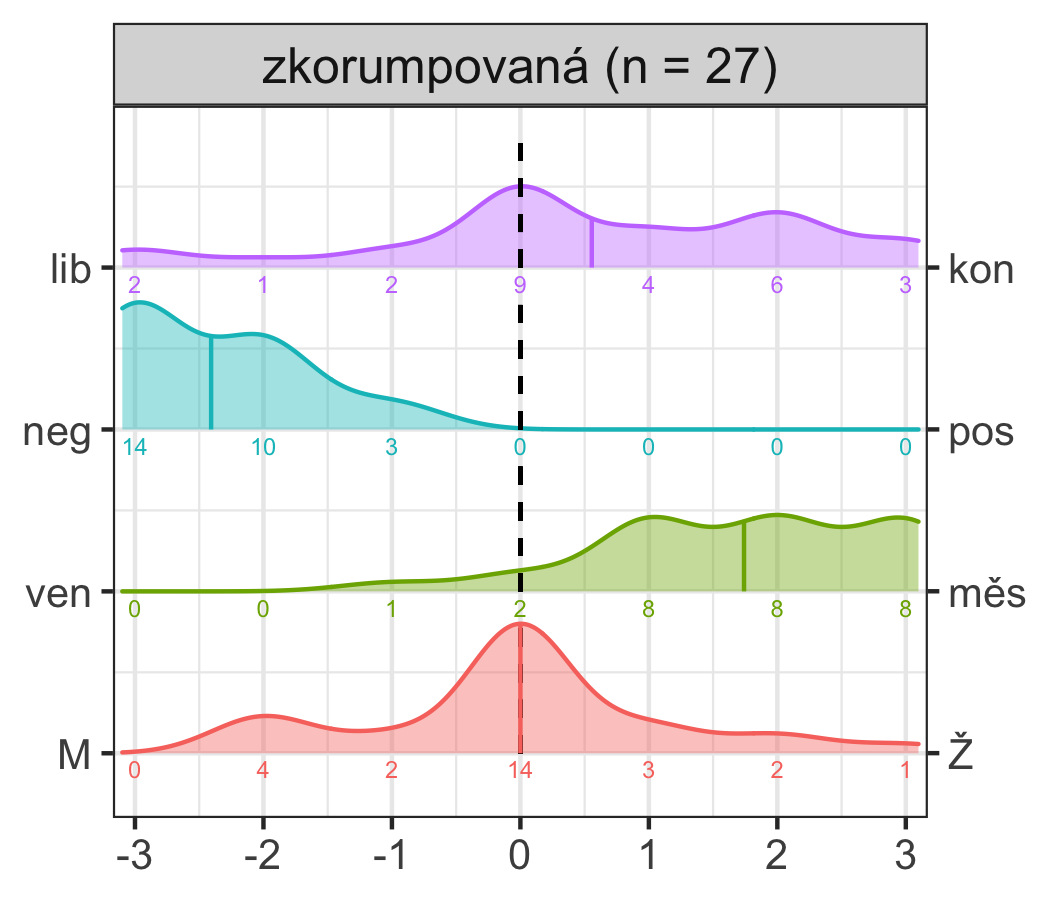 zkorumpovaná (n = 27)
lib kon
2 1 2 9 4 6 3
neg pos
14 10 3 0 0 0 0
ven měs
0 0 1 2 8 8 8
M Ž
0 4 2 14 3 2 1
-3 -2 -1 0 1 2 3